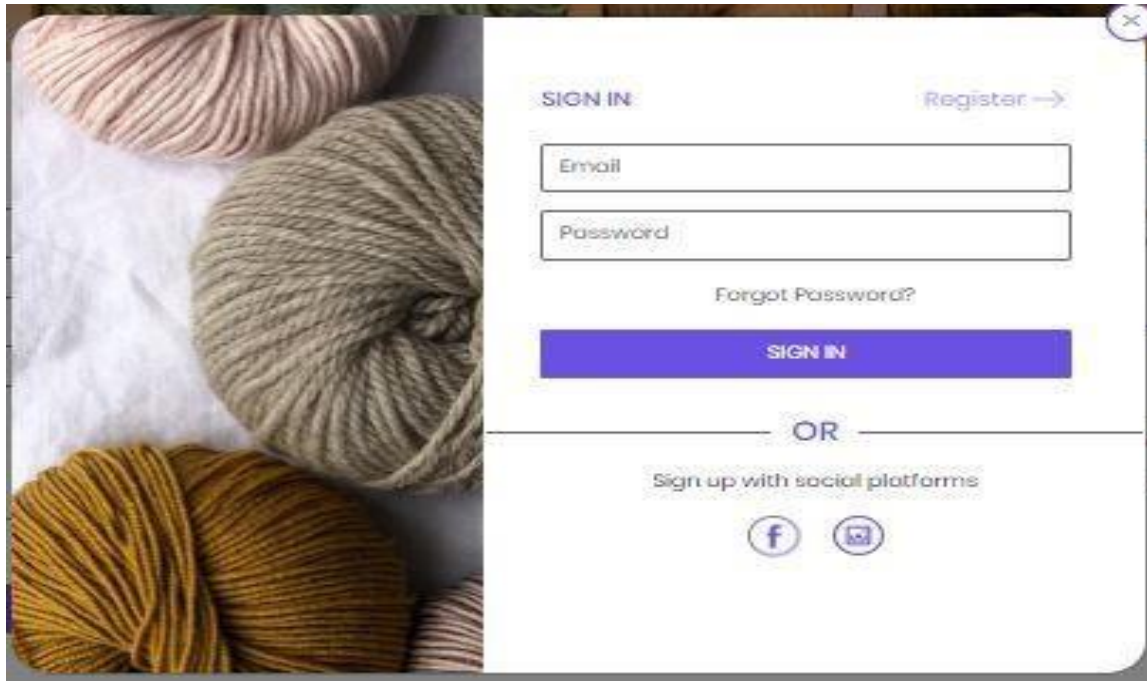 SIGN IN
Register →
Email
Password
Forgot Password?
SIGN IN
OR
Sign up with social platforms
f